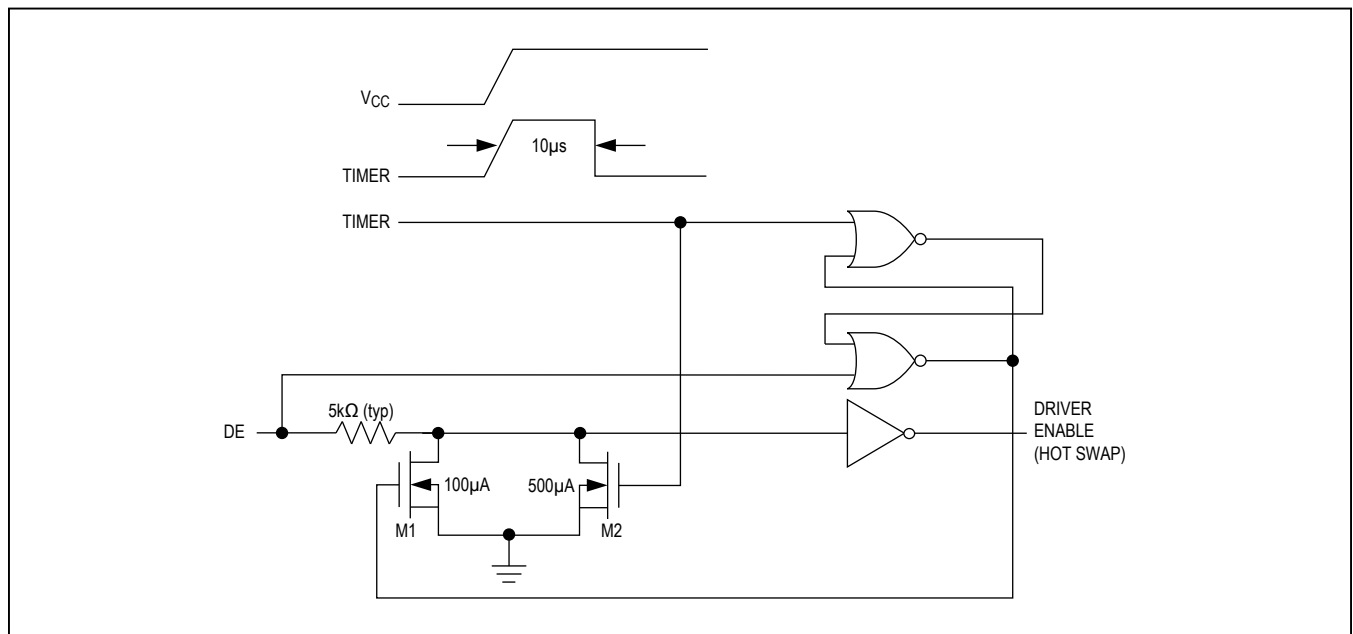 VCC
10µs
TIMER
TIMER
5kΩ (typ)
DE
100µA
500µA
M1
M2
DRIVER
ENABLE
(HOT SWAP)